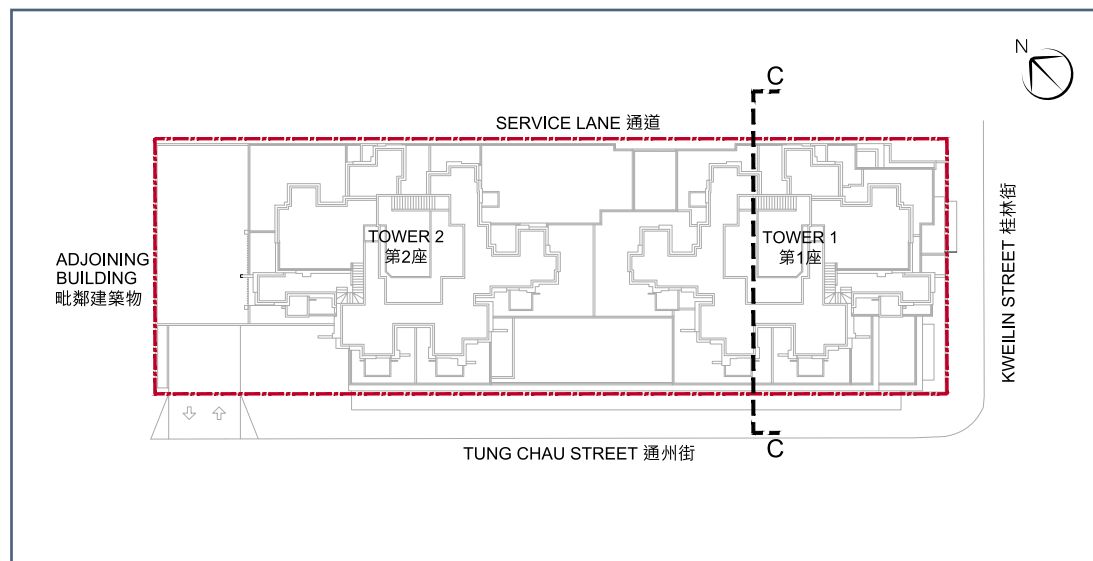 N
C
SERVICE LANE 通道
TOWER 2
第2座
TOWER 1
第1座
ADJOINING
BUILDING
毗鄰建築物
KWEILIN STREET 桂林街
C
TUNG CHAU STREET 通州街